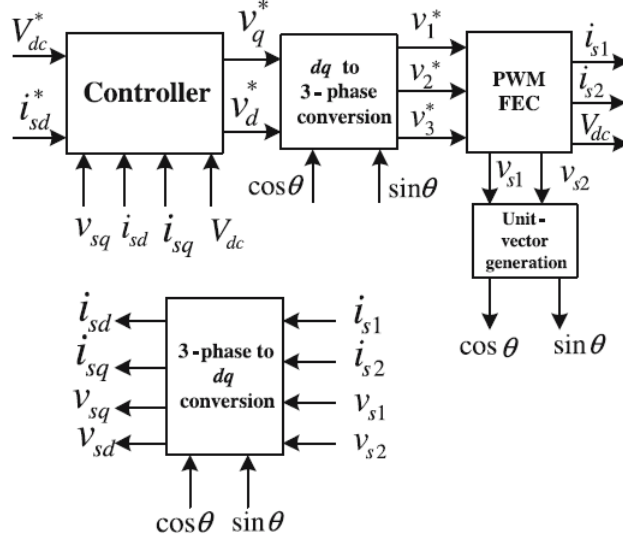 V*dc v*q v*1 is1
Controller dq to 3-phase conversion v*2 PWM FEC is2
i*sd v*d v*3 Vdc
vsq isd isq Vdc cosθ sinθ vs1 vs2
Unit-
vector
generation
cosθ sinθ
isd is1
isq 3-phase to is2
dq
vsq conversion vs1
vsd vs2
cosθ sinθ